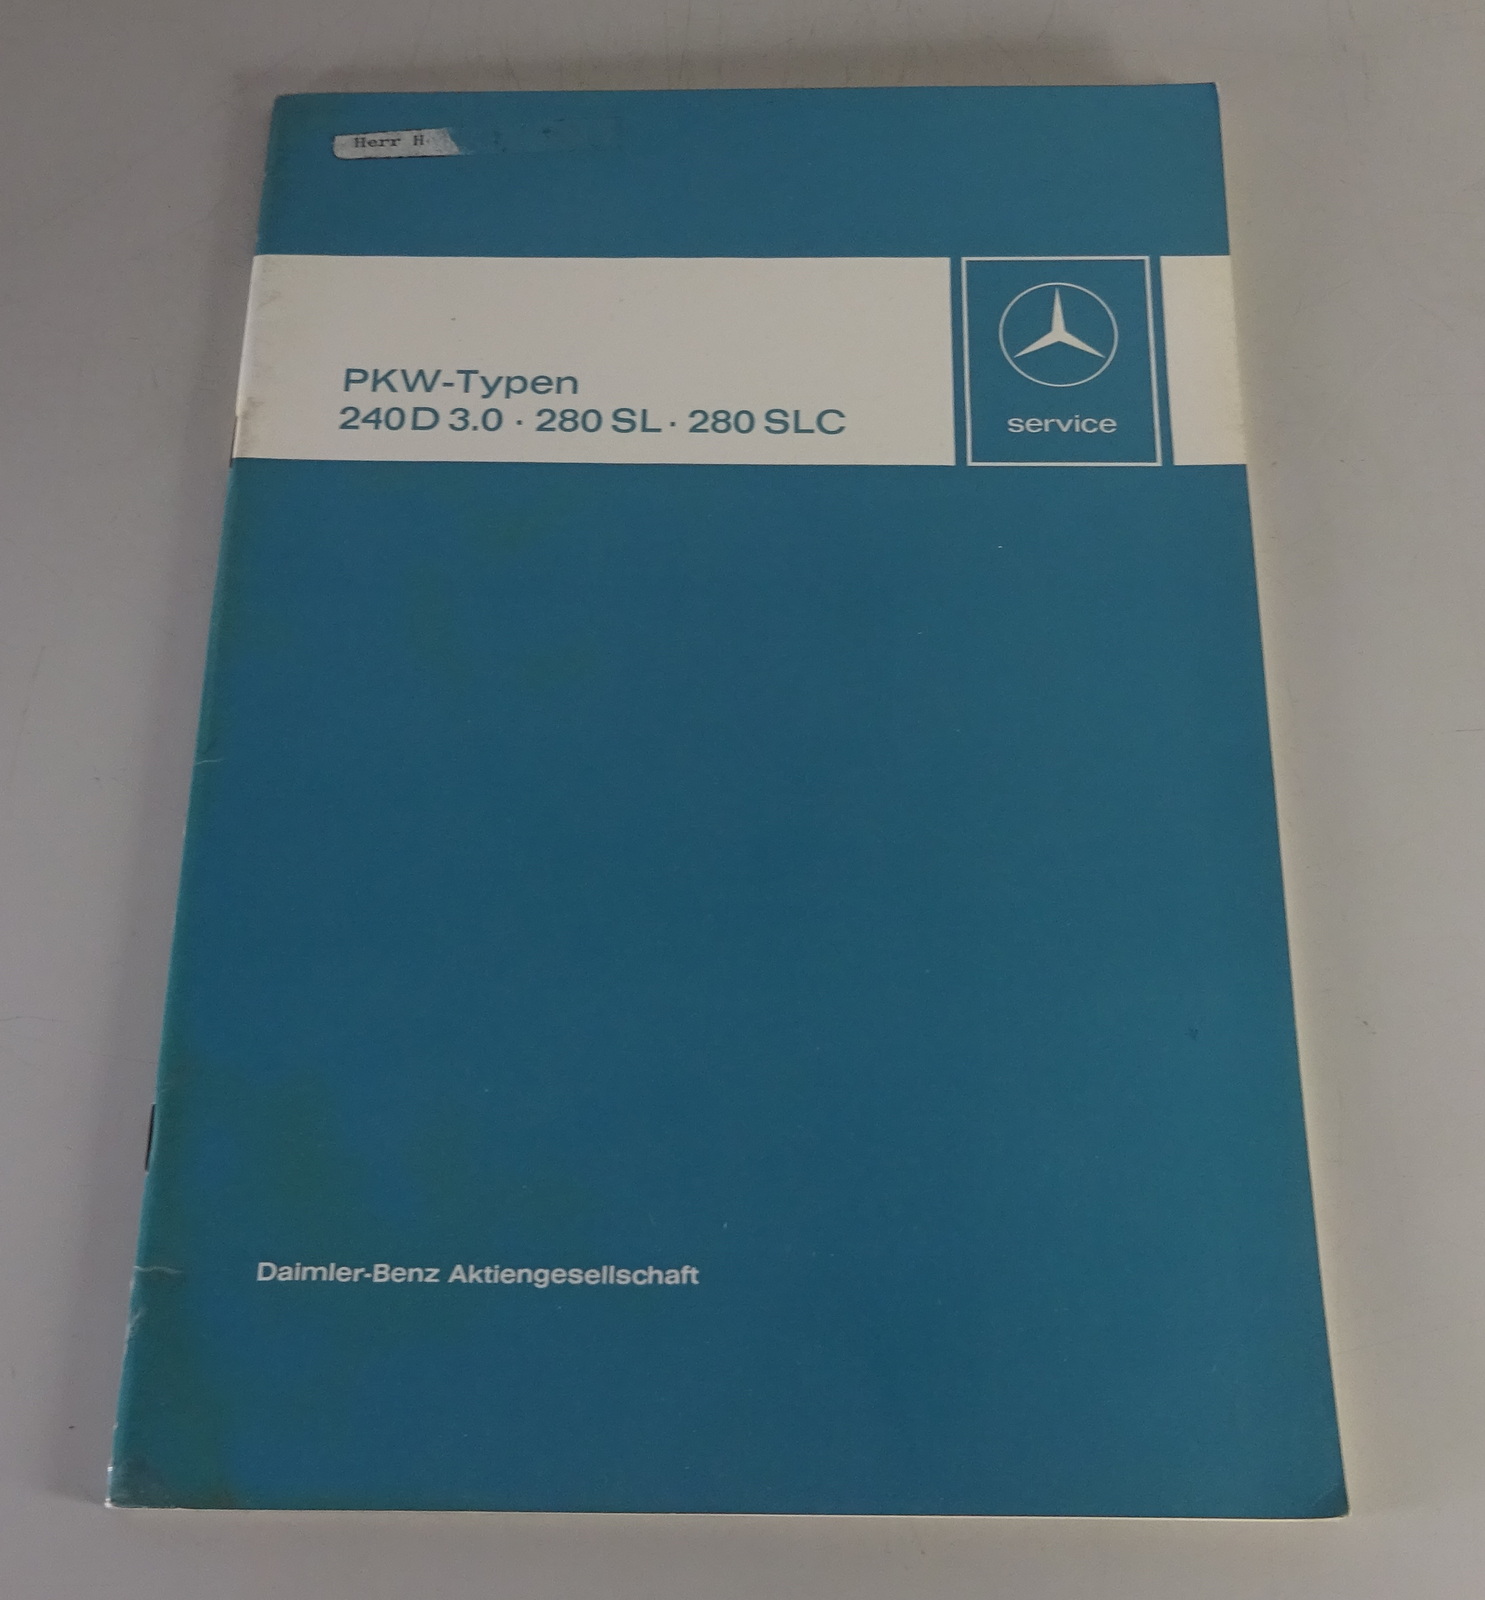 Herr H
PKW-Typen
240 D 3.0 · 280 SL · 280 SLC
service
Daimler-Benz Aktiengesellschaft